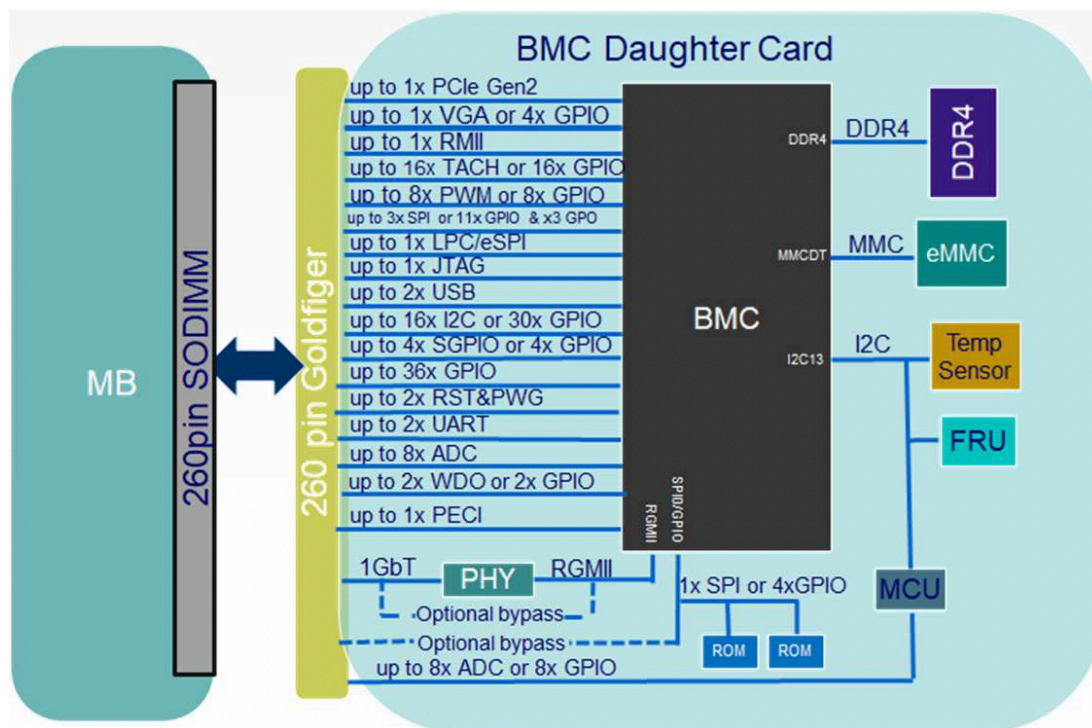 BMC Daughter Card
MB
260pin SODIMM
260 pin Goldfiger
up to 1x PCIe Gen2
up to 1x VGA or 4x GPIO
up to 1x RMII
up to 16x TACH or 16x GPIO
up to 8x PWM or 8x GPIO
up to 3x SPI or 11x GPIO & x3 GPO
up to 1x LPC/eSPI
up to 1x JTAG
up to 2x USB
up to 16x I2C or 30x GPIO
up to 4x SGPIO or 4x GPIO
up to 36x GPIO
up to 2x RST&PWG
up to 2x UART
up to 8x ADC
up to 2x WDO or 2x GPIO
up to 1x PECI
BMC
DDR4
DDR4
DDR4
MMCDT
MMC
eMMC
I2C13
I2C
Temp
Sensor
FRU
MCU
RGMII
SPID/GPIO
1GbT
PHY
RGMII
Optional bypass
1x SPI or 4xGPIO
Optional bypass
ROM
ROM
up to 8x ADC or 8x GPIO